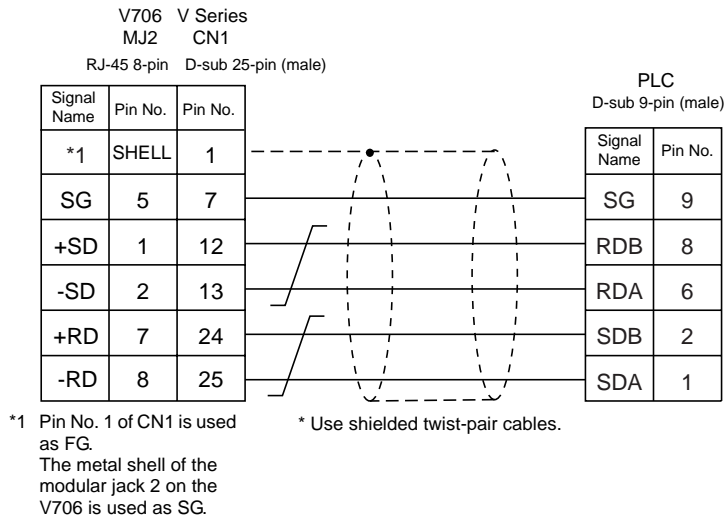 V706 V Series
MJ2 CN1
RJ-45 8-pin D-sub 25-pin (male)
PLC
D-sub 9-pin (male)
Signal Name Pin No. Pin No.
Signal Name Pin No.
*1 SHELL 1
SG 5 7 SG 9
+SD 1 12 RDB 8
-SD 2 13 RDA 6
+RD 7 24 SDB 2
-RD 8 25 SDA 1
*1 Pin No. 1 of CN1 is used
as FG.
The metal shell of the
modular jack 2 on the
V706 is used as SG.
* Use shielded twist-pair cables.